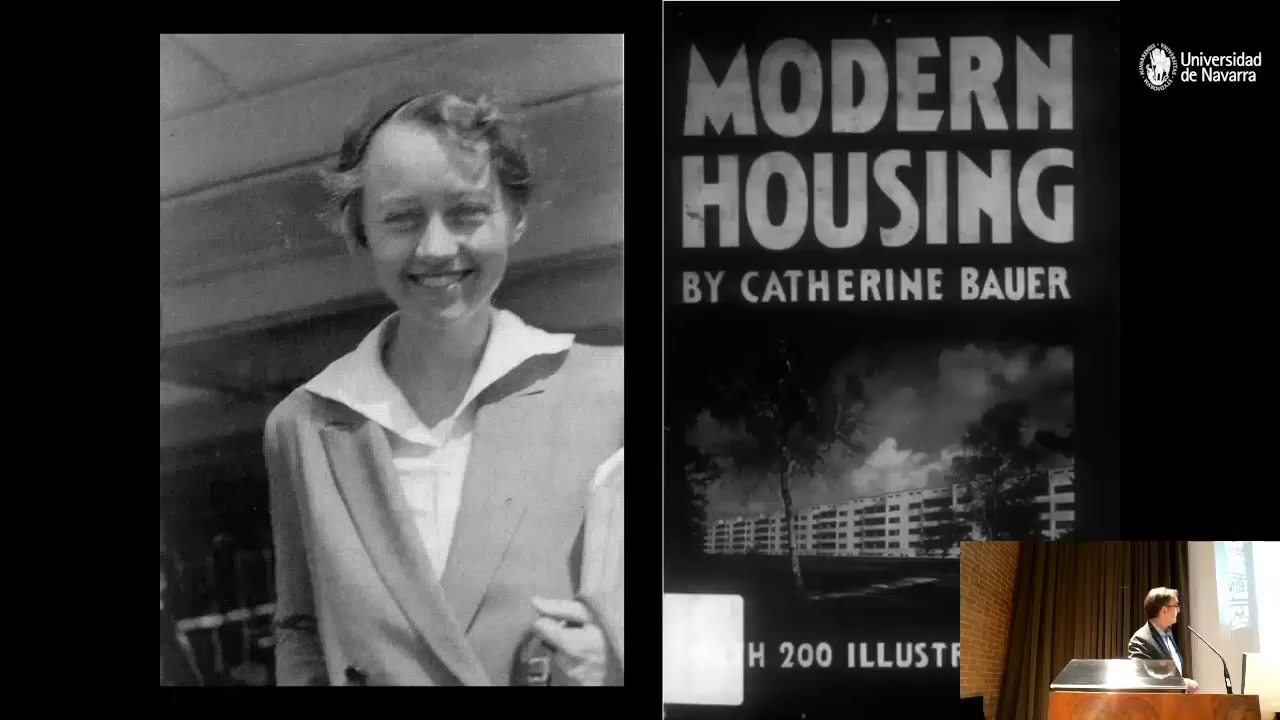 MODERN
HOUSING
BY CATHERINE BAUER
200 ILLUSTR
Universidad
de Navarra